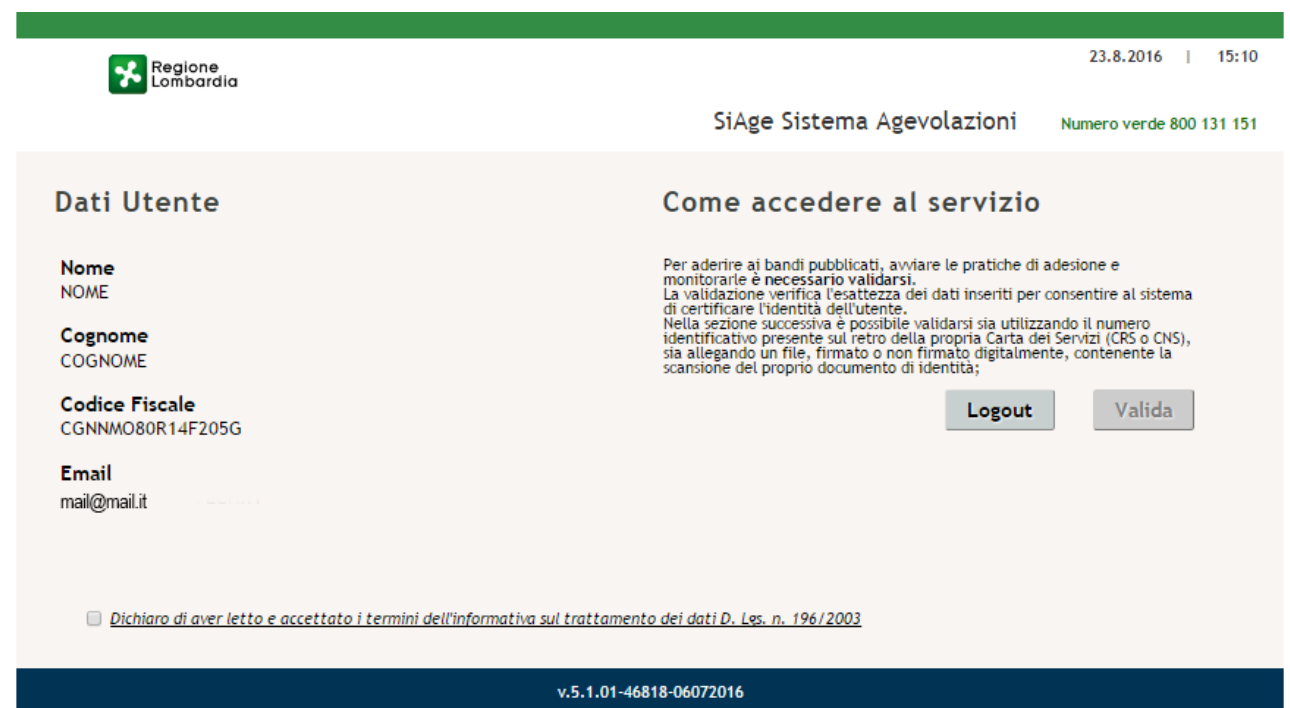 Regione
Lombardia
23.8.2016 | 15:10
SiAge Sistema Agevolazioni
Numero verde 800 131 151
Dati Utente
Nome
NOME
Cognome
COGNOME
Codice Fiscale
CGNNMO80R14F205G
Email
mail@mail.it
Come accedere al servizio
Per aderire ai bandi pubblicati, avviare le pratiche di adesione e
monitorarle è necessario validarsi.
La validazione verifica l'esattezza dei dati inseriti per consentire al sistema
di certificare l'identità dell'utente.
Nella sezione successiva è possibile validarsi sia utilizzando il numero
identificativo presente sul retro della propria Carta dei Servizi (CRS o CNS),
sia allegando un file, firmato o non firmato digitalmente, contenente la
scansione del proprio documento di identità;
Logout
Valida
Dichiaro di aver letto e accettato i termini dell'informativa sul trattamento dei dati D. Lgs. n. 196/2003
v.5.1.01-46818-06072016